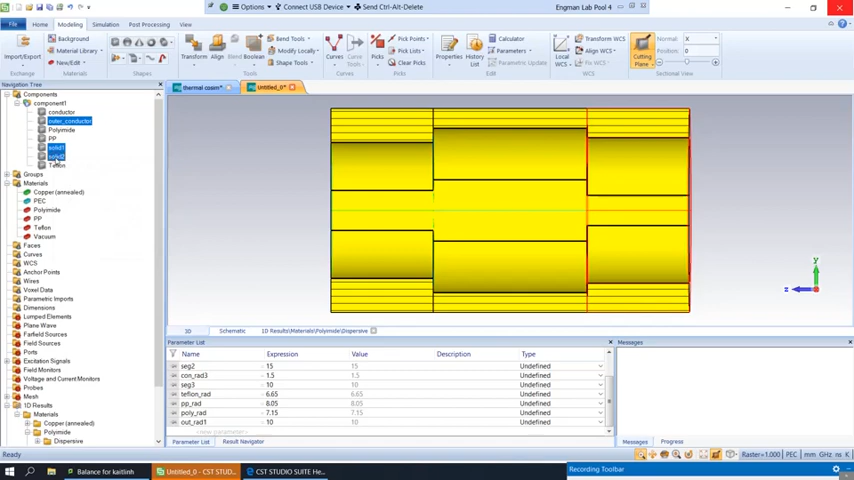 Options
Connect USB Device
Send Ctrl-Alt-Delete
Engman Lab Pool 4
File
Home
Modeling
Simulation
Post Processing
View
Import/Export
Background
Material Library
New/Edit
Transform
Align
Blend
Boolean
Bend Tools
Modify Locally
Shape Tools
Curves
Pick Points
Pick Lists
Picks
Properties
History List
Calculator
Parameters
Parametric Update
Local WCS
Transform WCS
Align WCS
Fix WCS
Cutting Plane
Normal: X
Position: 0
Exchange
Materials
Shapes
Tools
Curves
Picks
Edit
WCS
Sectional View
Navigation Tree
Components
component1
conductor
outer_conductor
Polyimide
PP
solid1
solid2
Teflon
Groups
Materials
Copper (annealed)
PEC
Polyimide
PP
Teflon
Vacuum
Faces
Curves
WCS
Anchor Points
Wires
Voxel Data
Parametric Imports
Dimensions
Lumped Elements
Plane Wave
Farfield Sources
Field Sources
Ports
Excitation Signals
Field Monitors
Voltage and Current Monitors
Probes
Mesh
1D Results
Materials
Copper (annealed)
Polyimide
Dispersive
thermal cosim*
Untitled_0*
y
z
3D
Schematic
1D Results\Materials\Polyimide\Dispersive
Parameter List
Name Expression Value Description Type
seg2 = 15 15 Undefined
con_rad3 = 1.5 1.5 Undefined
seg3 = 10 10 Undefined
teflon_rad = 6.65 6.65 Undefined
pp_rad = 8.05 8.05 Undefined
poly_rad = 7.15 7.15 Undefined
out_rad1 = 10 10 Undefined
Parameter List
Result Navigator
Messages
Messages
Progress
Ready
Raster=1.000 PEC mm GHz ns K
Balance for kaitlinh
Untitled_0 - CST STUD...
CST STUDIO SUITE He...
Recording Toolbar